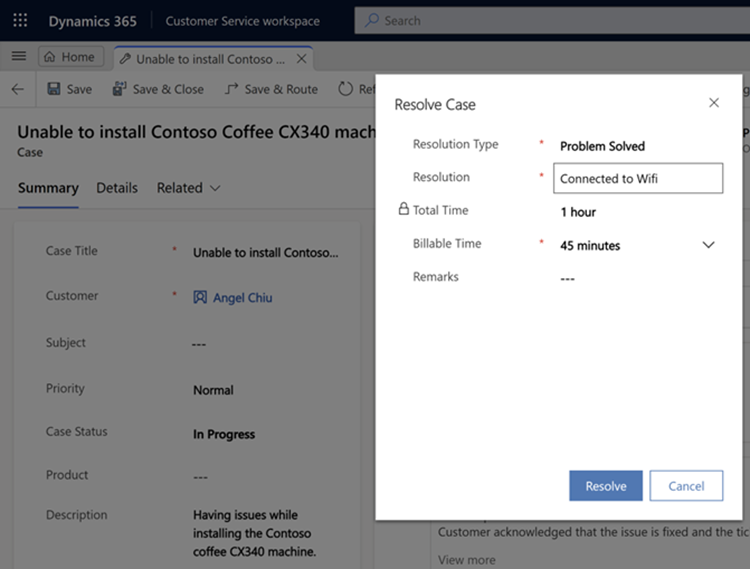 Dynamics 365
Customer Service workspace
Search
Home
Unable to install Contoso ...
Save
Save & Close
Save & Route
Resolve Case
Unable to install Contoso Coffee CX340
Case
Summary
Details
Related
Resolution Type * Problem Solved
Resolution * Connected to Wifi
Total Time 1 hour
Billable Time * 45 minutes
Remarks ---
Resolve
Cancel
Case Title * Unable to install Contoso...
Customer * Angel Chiu
Subject ---
Priority Normal
Case Status In Progress
Product ---
Description Having issues while
installing the Contoso
coffee CX340 machine.
Customer acknowledged that the issue is fixed and the
View more